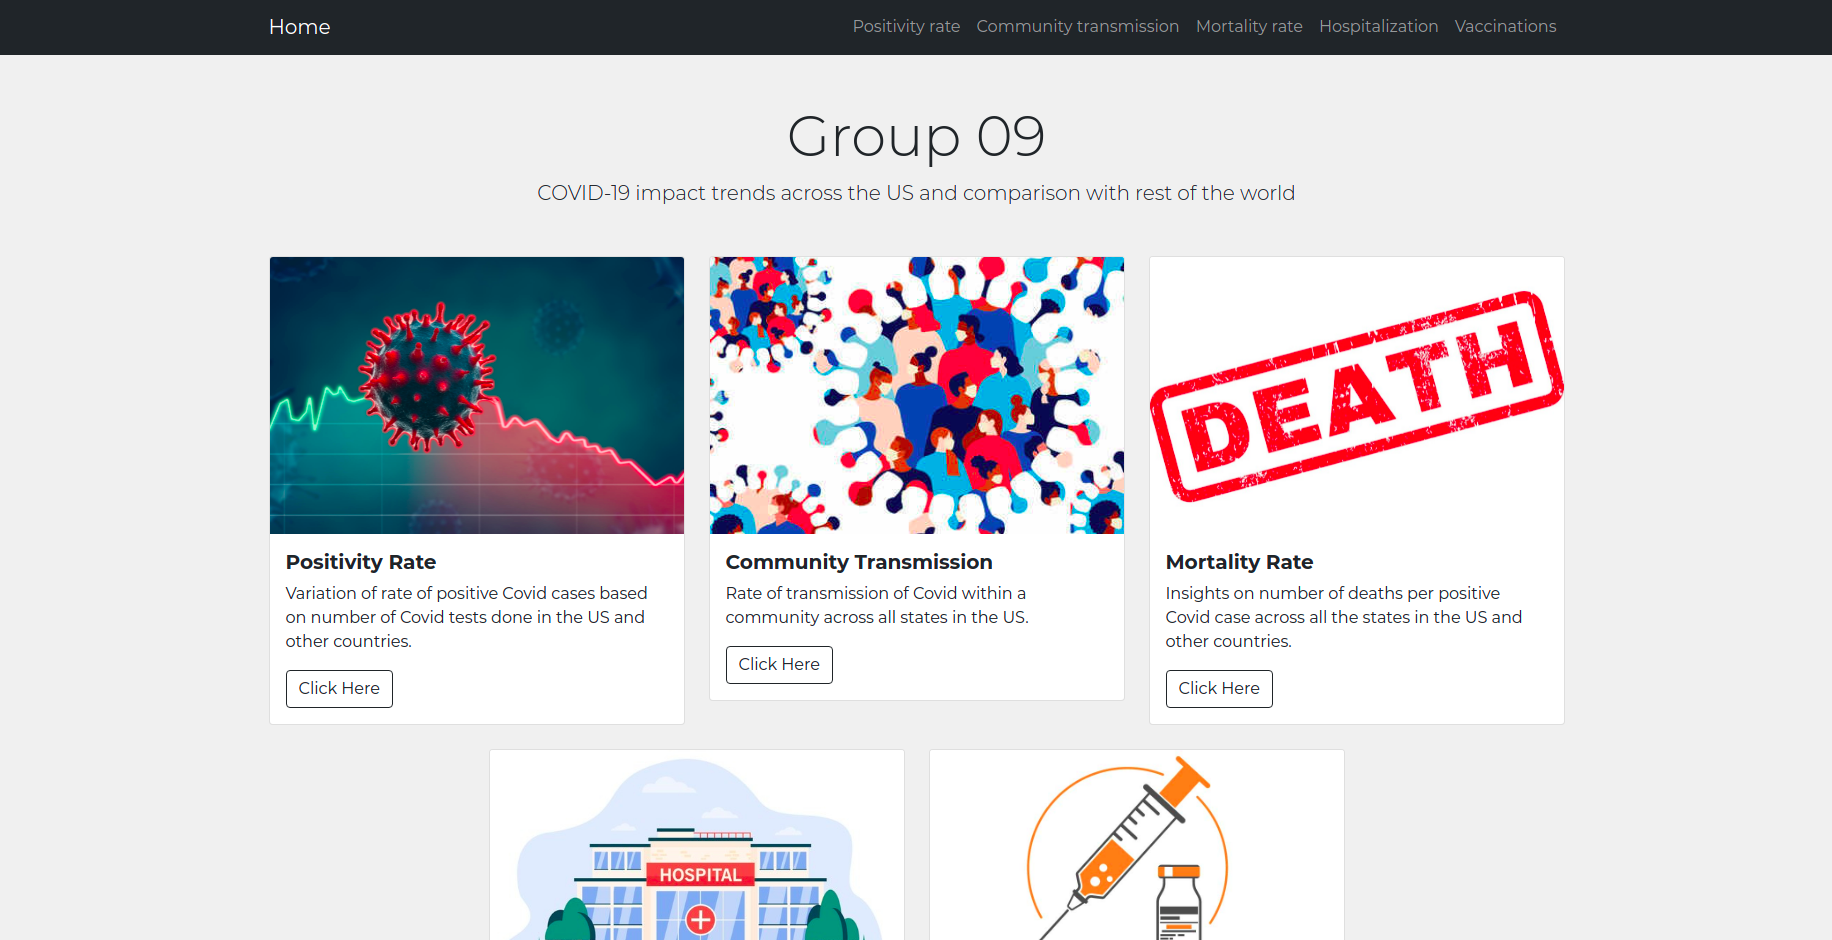 Home
Positivity rate Community transmission Mortality rate Hospitalization Vaccinations
Group 09
COVID-19 impact trends across the US and comparison with rest of the world
DEATH
Positivity Rate
Variation of rate of positive Covid cases based
on number of Covid tests done in the US and
other countries.
Click Here
Community Transmission
Rate of transmission of Covid within a
community across all states in the US.
Click Here
Mortality Rate
Insights on number of deaths per positive
Covid case across all the states in the US and
other countries.
Click Here
HOSPITAL